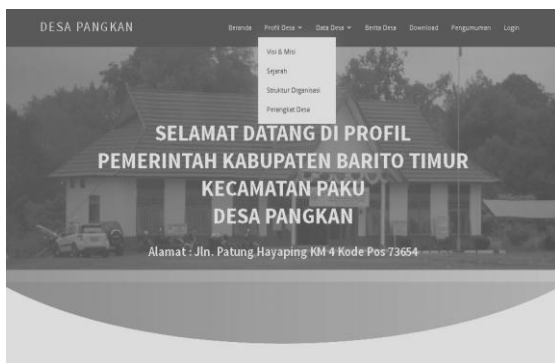 DESA PANGKAN
Beranda Profil Desa Data Desa Berita Desa Download Pengumuman Login
Visi & Misi
Sejarah
Struktur Organisasi
Perangkat Desa
SELAMAT DATANG DI PROFIL
PEMERINTAH KABUPATEN BARITO TIMUR
KECAMATAN PAKU
DESA PANGKAN
Alamat : Jln. Patung Hayaping KM 4 Kode Pos 73654